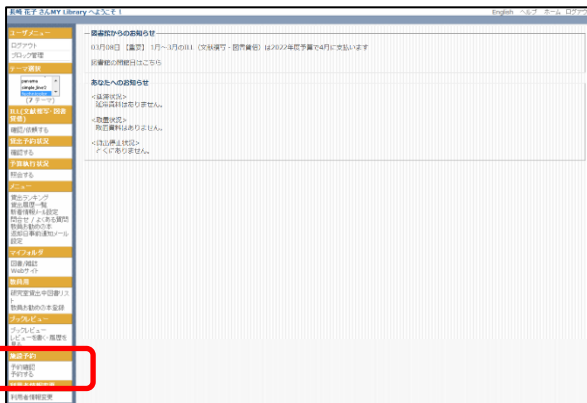 長崎 花子 さんMY Library へようこそ！
English ヘルプ ホーム ログアウト
ユーザメニュー
ログアウト
ブロック管理
テーマ選択
(7 テーマ)
ILL(文献複写・図書貸借)
確認/依頼する
貸出予約状況
確認する
予算執行状況
照会する
メニュー
貸出ランキング
貸出履歴一覧
新着情報メール設定
問合せ / よくある質問
教員お勧めの本
返却日事前通知メール設定
マイフォルダ
図書/雑誌
Webサイト
教員用
研究室貸出中図書リスト
教員お勧めの本登録
ブックレビュー
ブックレビュー
レビューを書く/履歴を見る
施設予約
予約確認
予約する
利用者情報変更
図書館からのお知らせ
03月08日 【重要】 1月～3月のILL（文献複写・図書貸借）は2022年度予算で4月に支払います
図書館の開館日はこちら
あなたへのお知らせ
<延滞状況>
延滞資料はありません。
<取置状況>
取置資料はありません。
<貸出停止状況>
とくにありません。